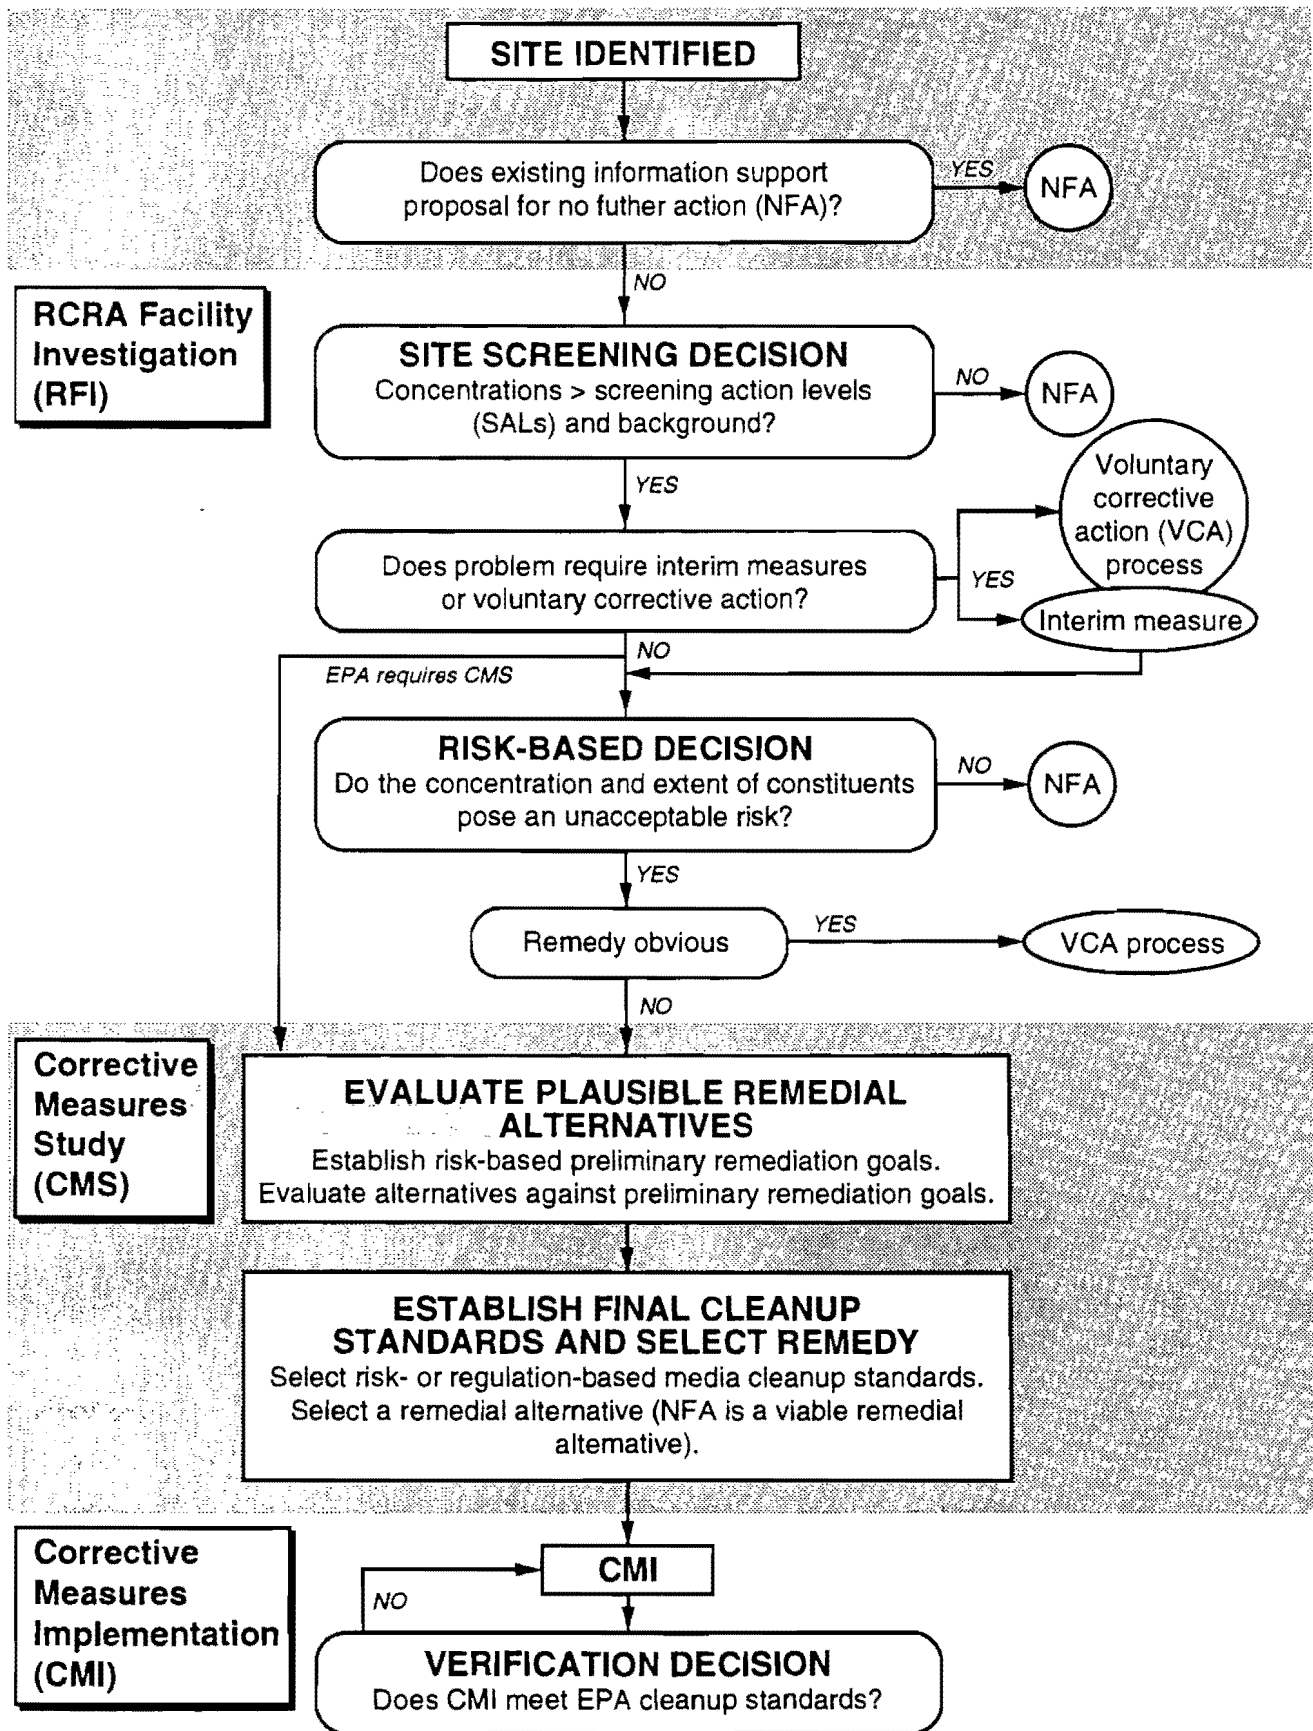 SITE IDENTIFIED
Does existing information support
proposal for no futher action (NFA)?
YES
NFA
NO
RCRA Facility
Investigation
(RFI)
SITE SCREENING DECISION
Concentrations > screening action levels
(SALs) and background?
NO
NFA
YES
Voluntary
corrective
action (VCA)
process
Does problem require interim measures
or voluntary corrective action?
YES
Interim measure
NO
EPA requires CMS
RISK-BASED DECISION
Do the concentration and extent of constituents
pose an unacceptable risk?
NO
NFA
YES
Remedy obvious
YES
VCA process
NO
Corrective
Measures
Study
(CMS)
EVALUATE PLAUSIBLE REMEDIAL
ALTERNATIVES
Establish risk-based preliminary remediation goals.
Evaluate alternatives against preliminary remediation goals.
ESTABLISH FINAL CLEANUP
STANDARDS AND SELECT REMEDY
Select risk- or regulation-based media cleanup standards.
Select a remedial alternative (NFA is a viable remedial
alternative).
Corrective
Measures
Implementation
(CMI)
CMI
NO
VERIFICATION DECISION
Does CMI meet EPA cleanup standards?